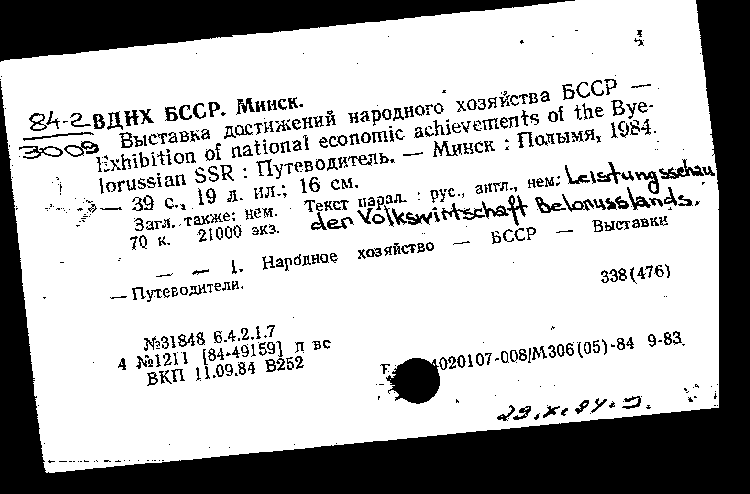 4
84-2
3009
ВДНХ БССР. Минск.
Выставка достижений народного хозяйства БССР —
Exhibition of national economic achievements of the Bye-
lorussian SSR : Путеводитель. — Минск : Полымя, 1984.
— 39 с., 19 л. ил.; 16 см.
Загл. также: нем. Текст парал. : рус., англ., нем: Leistungsschau
70 к. 21000 экз. den Volkswirtschaft Belorusslands.
— — 1. Народное хозяйство — БССР — Выставки
— Путеводители.
338(476)
№31848 6.4.2.1.7
4 №1211 [84-49159] п вс
ВКП 11.09.84 В252
4020107-008/М306(05)-84 9-83.
29.X.84.